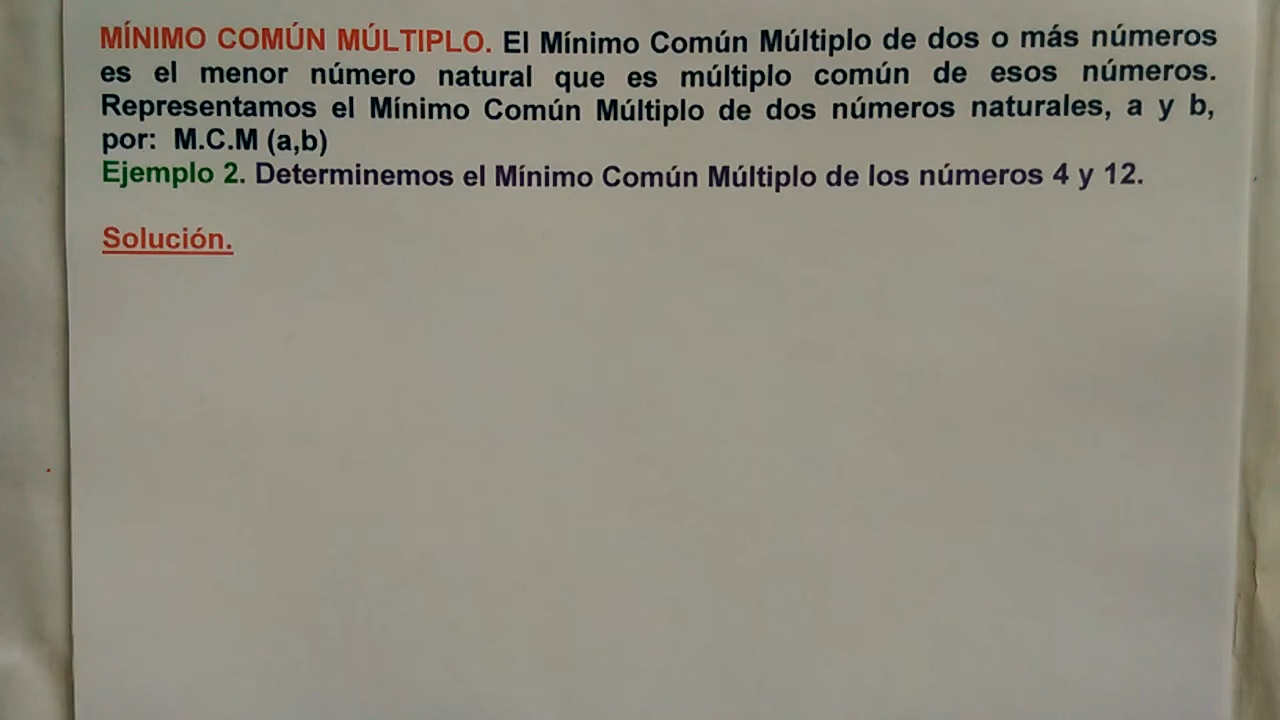 MÍNIMO COMÚN MÚLTIPLO. El Mínimo Común Múltiplo de dos o más números
es el menor número natural que es múltiplo común de esos números.
Representamos el Mínimo Común Múltiplo de dos números naturales, a y b,
por: M.C.M (a,b)
Ejemplo 2. Determinemos el Mínimo Común Múltiplo de los números 4 y 12.
Solución.